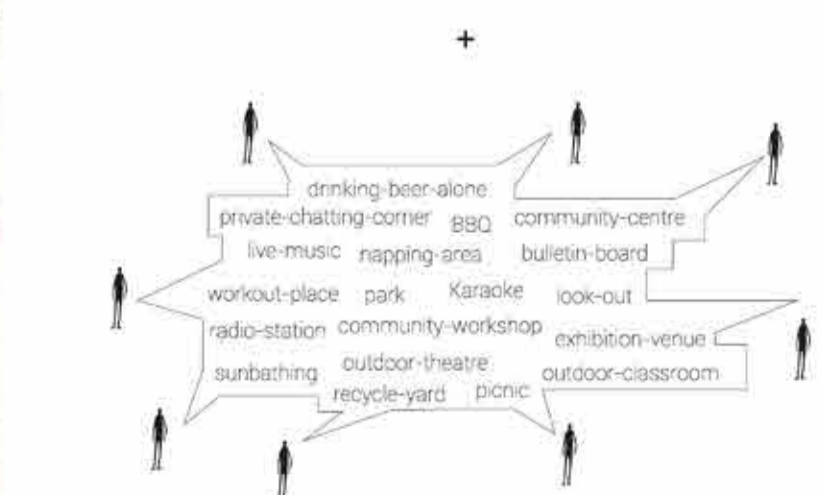 +
drinking-beer-alone
private-chatting-corner BBQ community-centre
live-music napping-area bulletin-board
workout-place park Karaoke look-out
radio-station community-workshop exhibition-venue
sunbathing outdoor-theatre outdoor-classroom
recycle-yard picnic